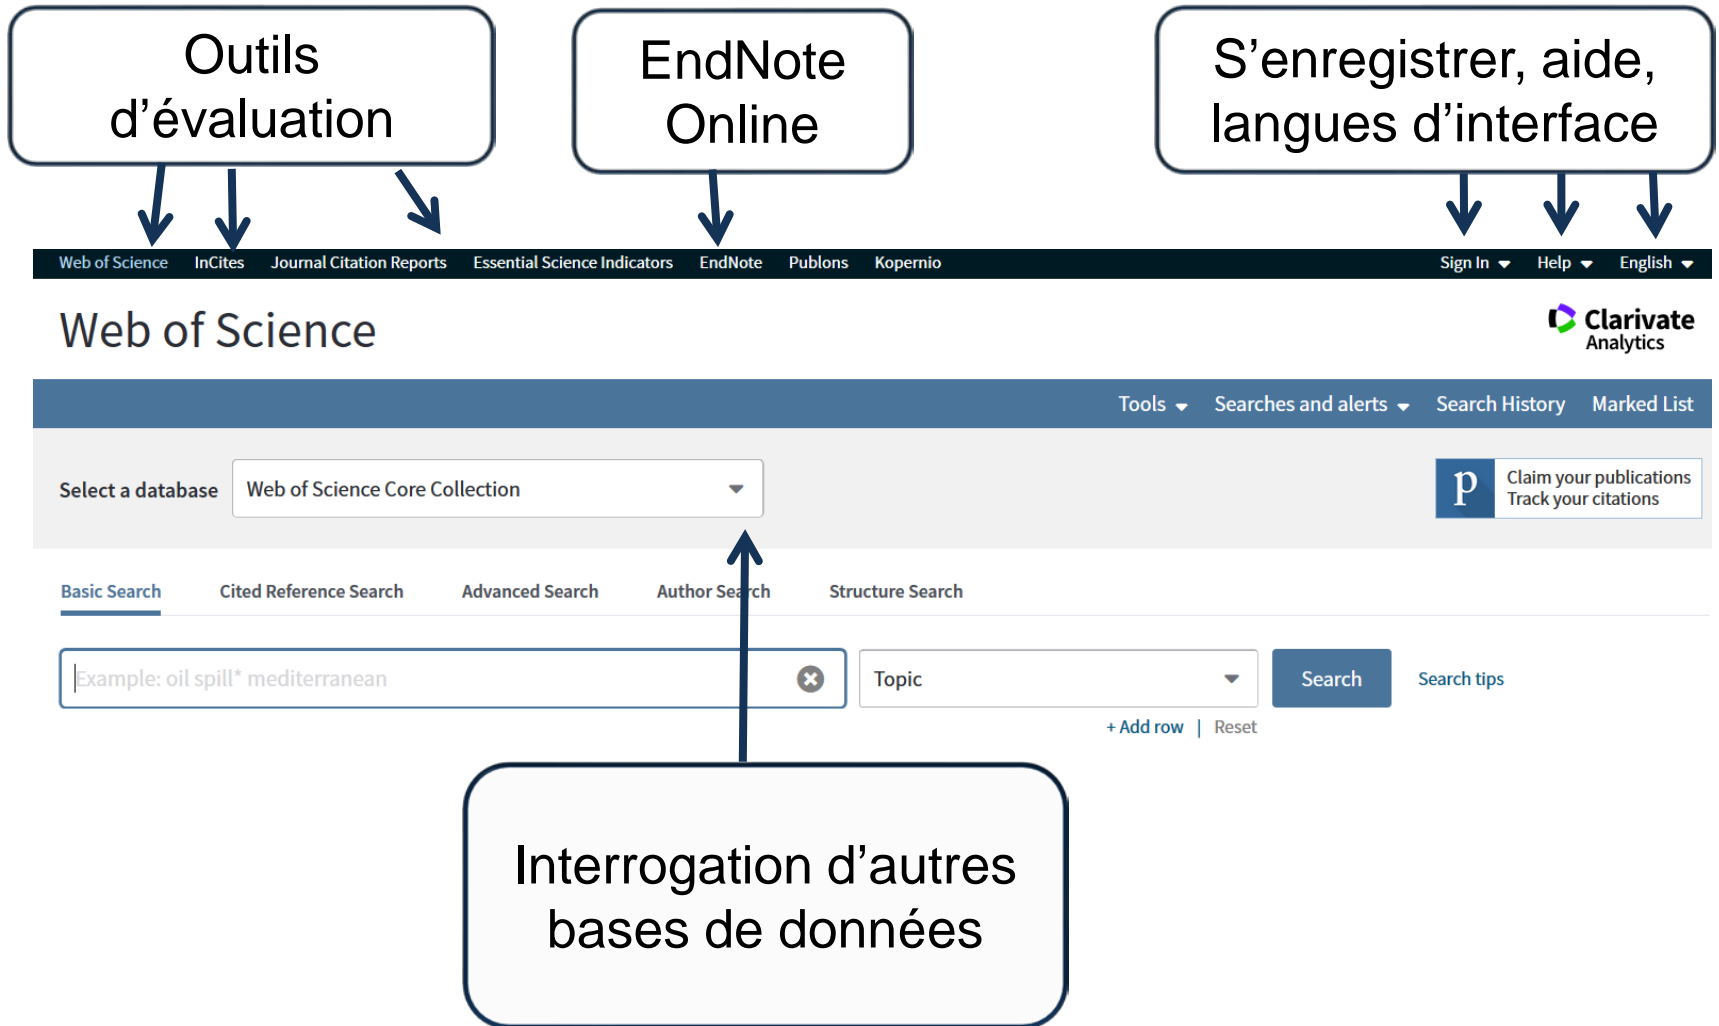 Outils
d’évaluation
EndNote
Online
S’enregistrer, aide,
langues d’interface
Web of Science InCites Journal Citation Reports Essential Science Indicators EndNote Publons Kopernio Sign In Help English
Web of Science
Clarivate
Analytics
Tools Searches and alerts Search History Marked List
Select a database Web of Science Core Collection
p
Claim your publications
Track your citations
Basic Search Cited Reference Search Advanced Search Author Search Structure Search
Example: oil spill* mediterranean Topic Search Search tips
+ Add row | Reset
Interrogation d’autres
bases de données